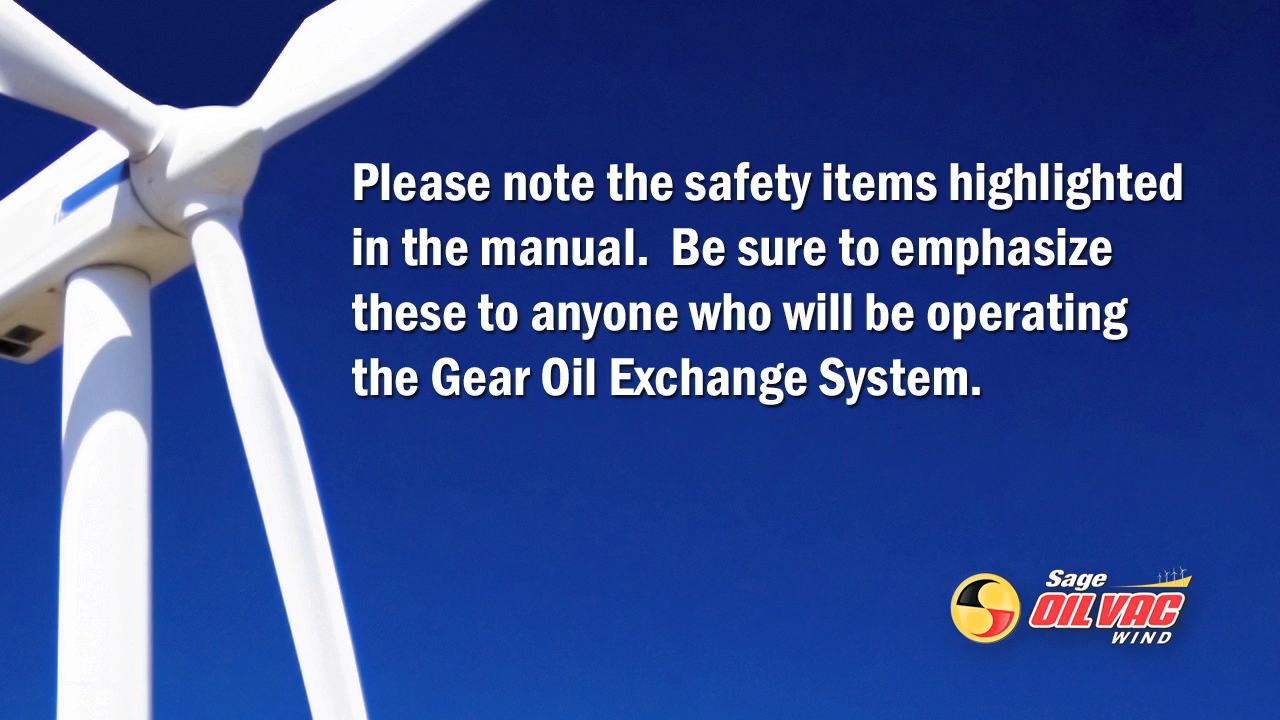 Please note the safety items highlighted
in the manual.  Be sure to emphasize
these to anyone who will be operating
the Gear Oil Exchange System.
Sage
OIL VAC
WIND